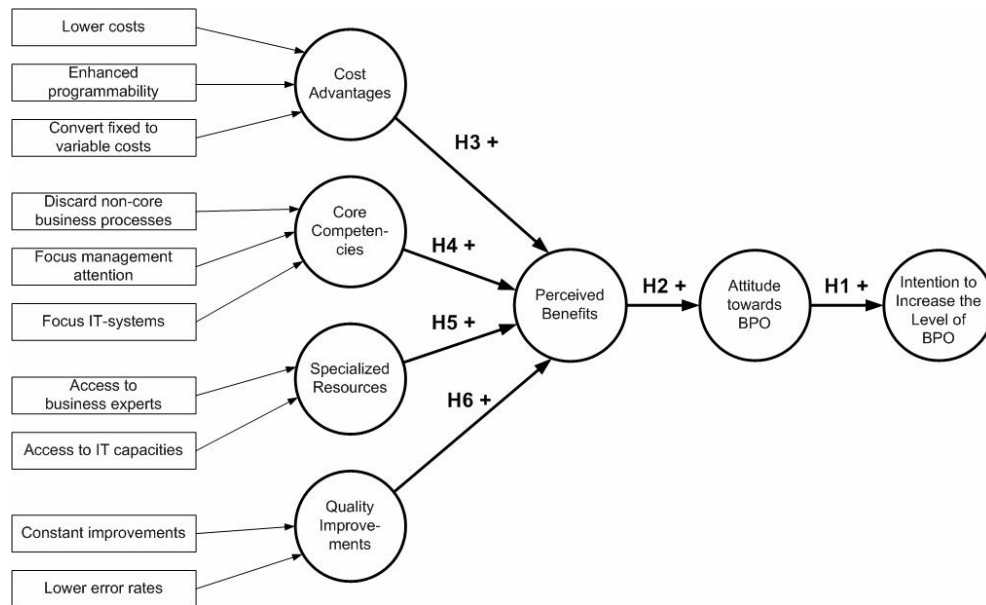 Lower costs
Enhanced
programmability
Convert fixed to
variable costs
Discard non-core
business processes
Focus management
attention
Focus IT-systems
Access to
business experts
Access to IT capacities
Constant improvements
Lower error rates
Cost
Advantages
Core
Competen-
cies
Specialized
Resources
Quality
Improve-
ments
H3 +
H4 +
H5 +
H6 +
Perceived
Benefits
H2 +
Attitude
towards
BPO
H1 +
Intention to
Increase the
Level of
BPO